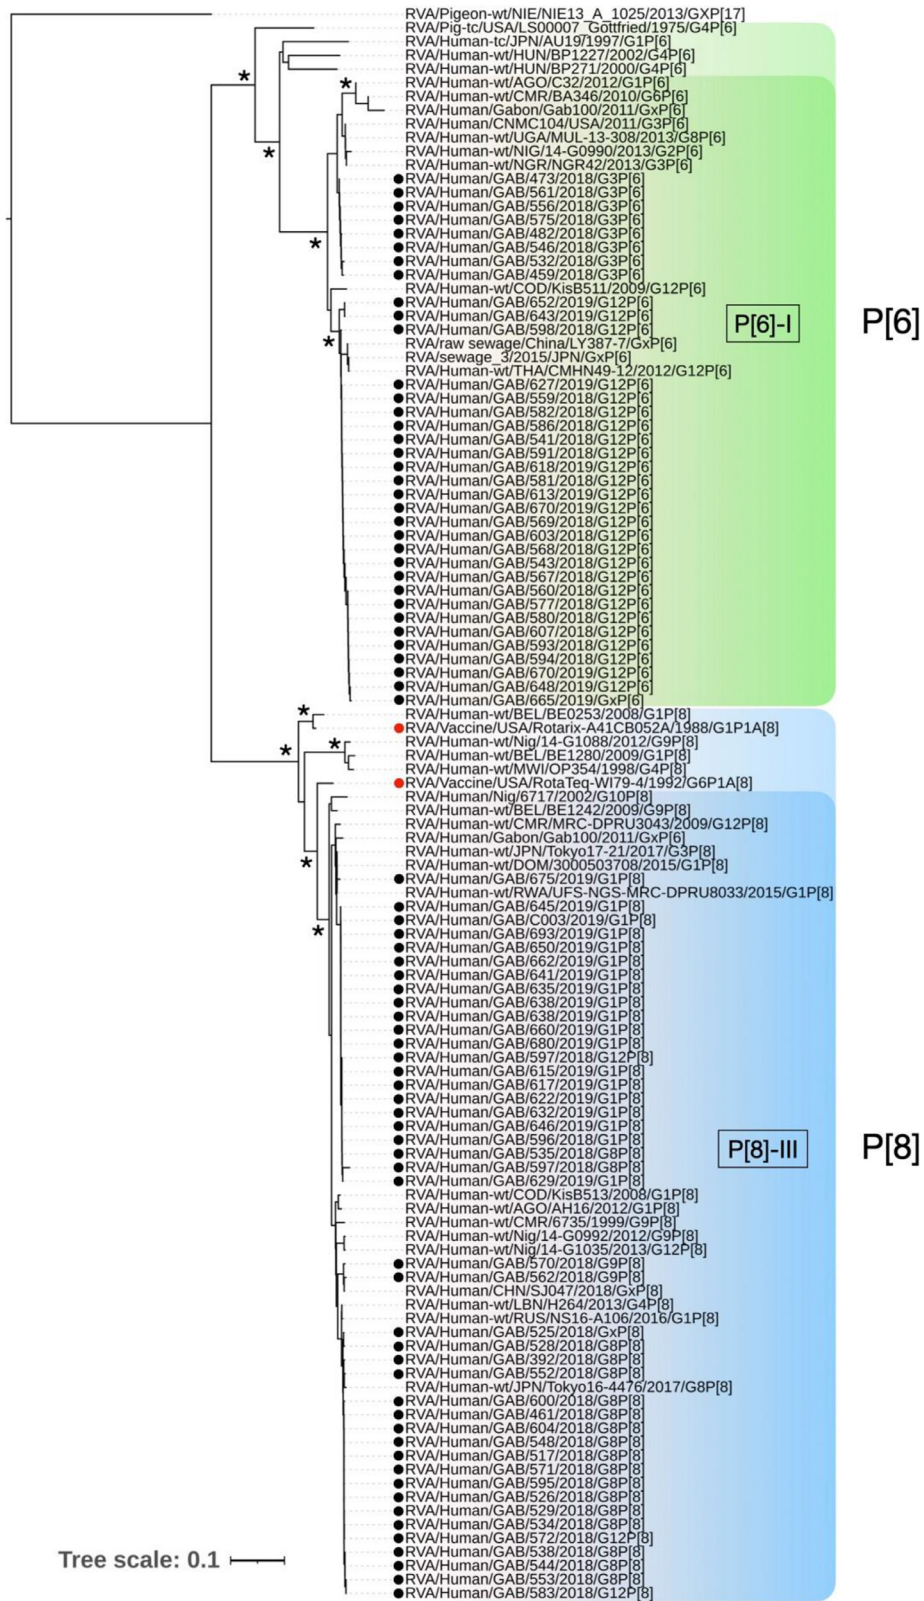 RVA/Pigeon-wt/NIE/NIE13_A_1025/2013/GXP[17]
RVA/Pig-tc/USA/LS00007_Gottfried/1975/G4P[6]
RVA/Human-tc/JPN/AU19/1997/G1P[6]
RVA/Human-wt/HUN/BP1227/2002/G4P[6]
RVA/Human-wt/HUN/BP271/2000/G4P[6]
RVA/Human-wt/AGO/C32/2012/G1P[6]
RVA/Human-wt/CMR/BA346/2010/G6P[6]
RVA/Human-Gabon/Gab100/2011/GxP[6]
RVA/Human/CNMC104/USA/2011/G3P[6]
RVA/Human-wt/UGA/MUL-13-308/2013/G8P[6]
RVA/Human-wt/NIG/14-G0990/2013/G2P[6]
RVA/Human-wt/NGR/NGR42/2013/G3P[6]
RVA/Human/GAB/473/2018/G3P[6]
RVA/Human/GAB/561/2018/G3P[6]
RVA/Human/GAB/556/2018/G3P[6]
RVA/Human/GAB/575/2018/G3P[6]
RVA/Human/GAB/482/2018/G3P[6]
RVA/Human/GAB/546/2018/G3P[6]
RVA/Human/GAB/532/2018/G3P[6]
RVA/Human/GAB/459/2018/G3P[6]
RVA/Human-wt/COD/KisB511/2009/G12P[6]
RVA/Human/GAB/652/2019/G12P[6]
RVA/Human/GAB/643/2019/G12P[6]
RVA/Human/GAB/598/2018/G12P[6]
RVA/raw sewage/China/LY387-7/GxP[6]
RVA/sewage_3/2015/JPN/GxP[6]
RVA/Human-wt/THA/CMHN49-12/2012/G12P[6]
RVA/Human/GAB/627/2019/G12P[6]
RVA/Human/GAB/559/2018/G12P[6]
RVA/Human/GAB/582/2018/G12P[6]
RVA/Human/GAB/586/2018/G12P[6]
RVA/Human/GAB/541/2018/G12P[6]
RVA/Human/GAB/591/2018/G12P[6]
RVA/Human/GAB/618/2019/G12P[6]
RVA/Human/GAB/581/2018/G12P[6]
RVA/Human/GAB/613/2019/G12P[6]
RVA/Human/GAB/670/2019/G12P[6]
RVA/Human/GAB/569/2018/G12P[6]
RVA/Human/GAB/603/2018/G12P[6]
RVA/Human/GAB/568/2018/G12P[6]
RVA/Human/GAB/543/2018/G12P[6]
RVA/Human/GAB/567/2018/G12P[6]
RVA/Human/GAB/560/2018/G12P[6]
RVA/Human/GAB/577/2018/G12P[6]
RVA/Human/GAB/580/2018/G12P[6]
RVA/Human/GAB/607/2018/G12P[6]
RVA/Human/GAB/593/2018/G12P[6]
RVA/Human/GAB/594/2018/G12P[6]
RVA/Human/GAB/670/2019/G12P[6]
RVA/Human/GAB/648/2019/G12P[6]
RVA/Human/GAB/665/2019/GxP[6]
P[6]-I
P[6]
RVA/Human-wt/BEL/BE0253/2008/G1P[8]
RVA/Vaccine/USA/Rotarix-A41CB052A/1988/G1P1A[8]
RVA/Human-wt/Nig/14-G1088/2012/G9P[8]
RVA/Human-wt/BEL/BE1280/2009/G1P[8]
RVA/Human-wt/MWI/OP354/1998/G4P[8]
RVA/Vaccine/USA/RotaTeq-WI79-4/1992/G6P1A[8]
RVA/Human/Nig/6717/2002/G10P[8]
RVA/Human-wt/BEL/BE1242/2009/G9P[8]
RVA/Human-wt/CMR/MRC-DPRU3043/2009/G12P[8]
RVA/Human/Gabon/Gab100/2011/GxP[6]
RVA/Human-wt/JPN/Tokyo17-21/2017/G3P[8]
RVA/Human-wt/DOM/3000503708/2015/G1P[8]
RVA/Human/GAB/675/2019/G1P[8]
RVA/Human-wt/RWA/UFS-NGS-MRC-DPRU8033/2015/G1P[8]
RVA/Human/GAB/645/2019/G1P[8]
RVA/Human/GAB/C003/2019/G1P[8]
RVA/Human/GAB/693/2019/G1P[8]
RVA/Human/GAB/650/2019/G1P[8]
RVA/Human/GAB/662/2019/G1P[8]
RVA/Human/GAB/641/2019/G1P[8]
RVA/Human/GAB/635/2019/G1P[8]
RVA/Human/GAB/638/2019/G1P[8]
RVA/Human/GAB/638/2019/G1P[8]
RVA/Human/GAB/660/2019/G1P[8]
RVA/Human/GAB/680/2019/G1P[8]
RVA/Human/GAB/597/2018/G12P[8]
RVA/Human/GAB/615/2019/G1P[8]
RVA/Human/GAB/617/2019/G1P[8]
RVA/Human/GAB/622/2019/G1P[8]
RVA/Human/GAB/632/2019/G1P[8]
RVA/Human/GAB/646/2019/G1P[8]
RVA/Human/GAB/596/2018/G1P[8]
RVA/Human/GAB/535/2018/G8P[8]
RVA/Human/GAB/597/2018/G8P[8]
RVA/Human/GAB/629/2019/G1P[8]
P[8]-III
P[8]
RVA/Human-wt/COD/KisB513/2008/G1P[8]
RVA/Human-wt/AGO/AH16/2012/G1P[8]
RVA/Human-wt/CMR/6735/1999/G9P[8]
RVA/Human-wt/Nig/14-G0992/2012/G9P[8]
RVA/Human-wt/Nig/14-G1035/2013/G12P[8]
RVA/Human/GAB/570/2018/G9P[8]
RVA/Human/GAB/562/2018/G9P[8]
RVA/Human/CHN/SJ047/2018/GxP[8]
RVA/Human-wt/LBN/H264/2013/G4P[8]
RVA/Human-wt/RUS/NS16-A106/2016/G1P[8]
RVA/Human/GAB/525/2018/GxP[8]
RVA/Human/GAB/528/2018/G8P[8]
RVA/Human/GAB/392/2018/G8P[8]
RVA/Human/GAB/552/2018/G8P[8]
RVA/Human-wt/JPN/Tokyo16-4476/2017/G8P[8]
RVA/Human/GAB/600/2018/G8P[8]
RVA/Human/GAB/461/2018/G8P[8]
RVA/Human/GAB/604/2018/G8P[8]
RVA/Human/GAB/548/2018/G8P[8]
RVA/Human/GAB/517/2018/G8P[8]
RVA/Human/GAB/571/2018/G8P[8]
RVA/Human/GAB/595/2018/G8P[8]
RVA/Human/GAB/526/2018/G8P[8]
RVA/Human/GAB/529/2018/G8P[8]
RVA/Human/GAB/534/2018/G8P[8]
RVA/Human/GAB/572/2018/G12P[8]
RVA/Human/GAB/538/2018/G8P[8]
RVA/Human/GAB/544/2018/G8P[8]
RVA/Human/GAB/553/2018/G8P[8]
RVA/Human/GAB/583/2018/G12P[8]
Tree scale: 0.1